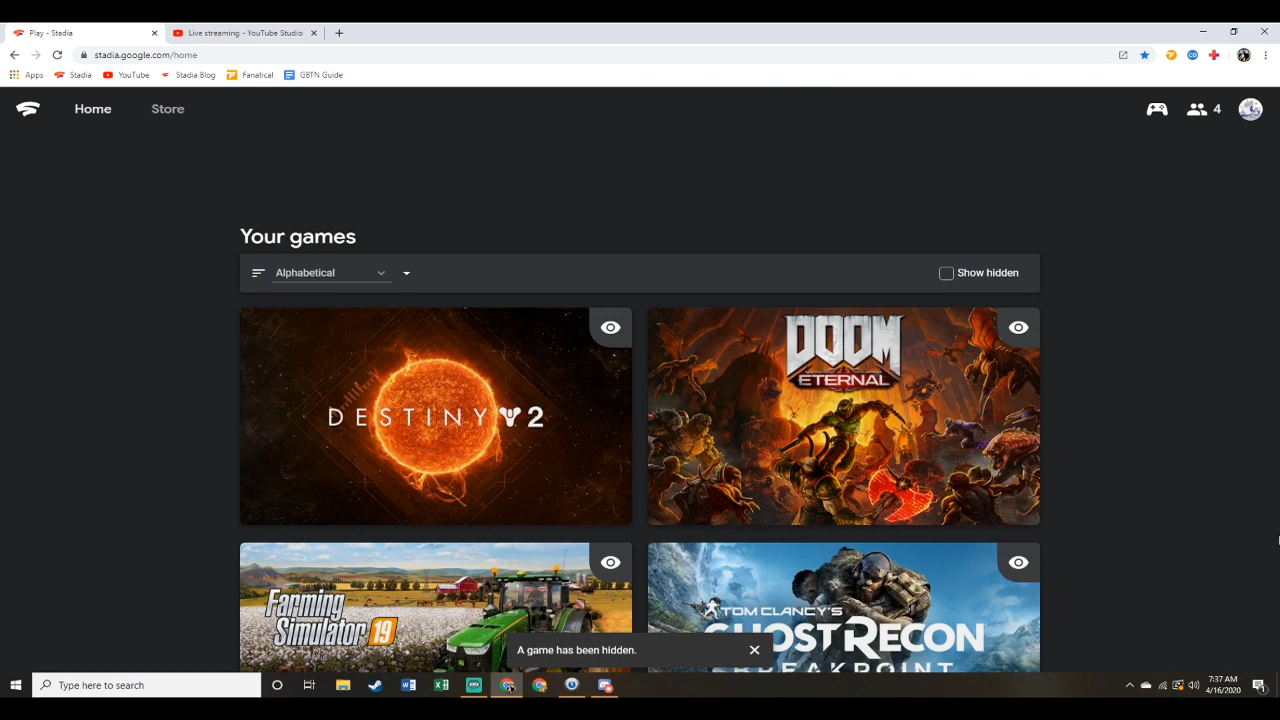 Play - Stadia
Live streaming - YouTube Studio
stadia.google.com/home
Apps Stadia YouTube Stadia Blog Fanatical GBTN Guide
Home Store 4
Your games
Alphabetical Show hidden
DESTINY 2
DOOM
ETERNAL
Farming
Simulator 19
TOM CLANCY'S
GHOST RECON
BREAKPOINT
A game has been hidden.
Type here to search
7:37 AM
4/16/2020